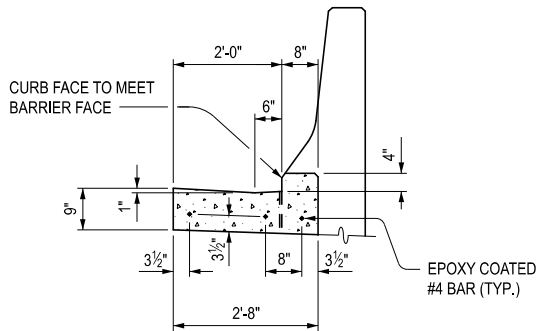 2'-0"
8"
CURB FACE TO MEET
BARRIER FACE
6"
4"
9"
1"
3½"
3½"
8"
3½"
EPOXY COATED
#4 BAR (TYP.)
2'-8"